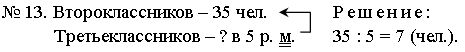 № 13. Второклассников – 35 чел. Решение:
Третьеклассников – ? в 5 р. м. 35 : 5 = 7 (чел.).